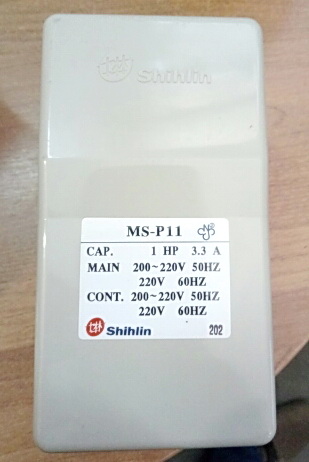 Shihlin
MS-P11
CAP. 1 HP 3.3 A
MAIN 200~220V 50HZ
220V 60HZ
CONT. 200~220V 50HZ
220V 60HZ
Shihlin 202